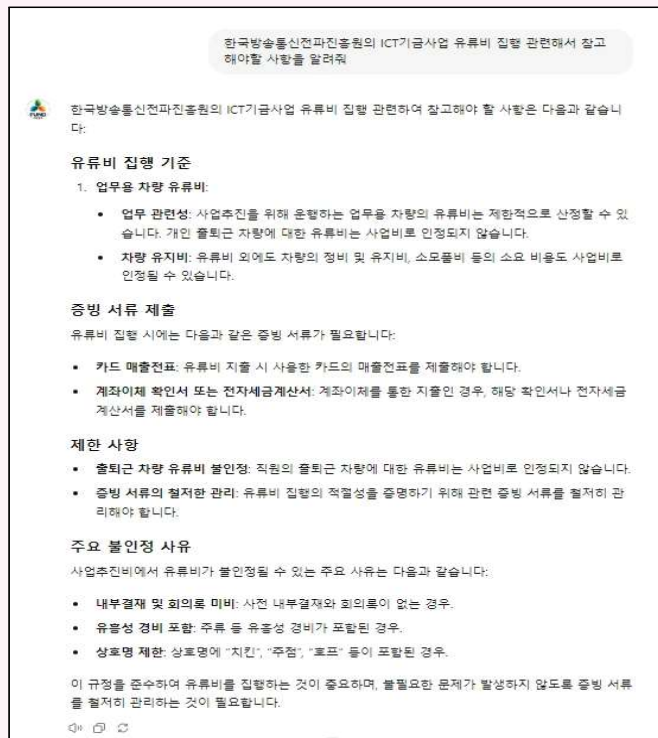 한국방송통신전파진흥원의 ICT기금사업 유류비 집행 관련해서 참고
해야할 사항을 알려줘
FUND
한국방송통신전파진흥원의 ICT기금사업 유류비 집행 관련하여 참고해야 할 사항은 다음과 같습니
다:
유류비 집행 기준
1. 업무용 차량 유류비:
• 업무 관련성: 사업추진을 위해 운행하는 업무용 차량의 유류비는 제한적으로 산정할 수 있
습니다. 개인 출퇴근 차량에 대한 유류비는 사업비로 인정되지 않습니다.
• 차량 유지비: 유류비 외에도 차량의 정비 및 유지비, 소모품비 등의 소요 비용도 사업비로
인정될 수 있습니다.
증빙 서류 제출
유류비 집행 시에는 다음과 같은 증빙 서류가 필요합니다:
• 카드 매출전표: 유류비 지출 시 사용한 카드의 매출전표를 제출해야 합니다.
• 계좌이체 확인서 또는 전자세금계산서: 계좌이체를 통한 지출인 경우, 해당 확인서나 전자세금
계산서를 제출해야 합니다.
제한 사항
• 출퇴근 차량 유류비 불인정: 직원의 출퇴근 차량에 대한 유류비는 사업비로 인정되지 않습니다.
• 증빙 서류의 철저한 관리: 유류비 집행의 적절성을 증명하기 위해 관련 증빙 서류를 철저히 관
리해야 합니다.
주요 불인정 사유
사업추진비에서 유류비가 불인정될 수 있는 주요 사유는 다음과 같습니다:
• 내부결재 및 회의록 미비: 사전 내부결재와 회의록이 없는 경우.
• 유흥성 경비 포함: 주류 등 유흥성 경비가 포함된 경우.
• 상호명 제한: 상호명에 "치킨", "주점", "호프" 등이 포함된 경우.
이 규정을 준수하여 유류비를 집행하는 것이 중요하며, 불필요한 문제가 발생하지 않도록 증빙 서류
를 철저히 관리하는 것이 필요합니다.